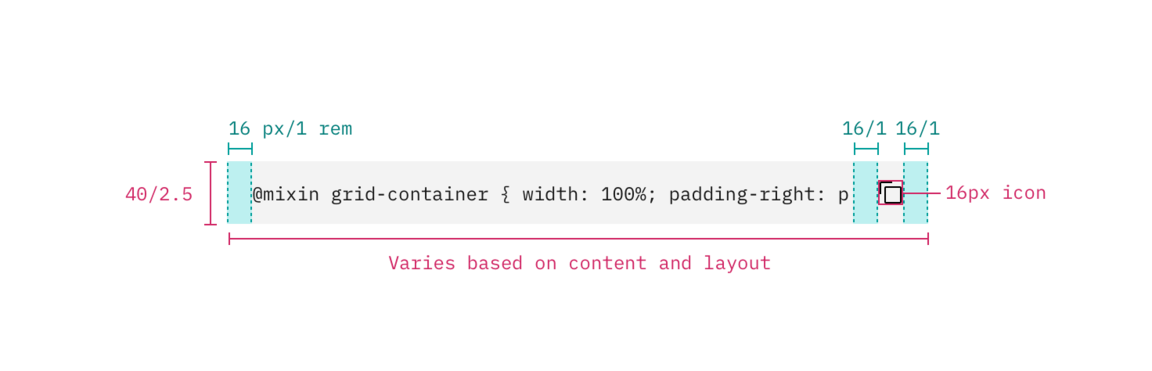 16 px/1 rem
16/1 16/1
40/2.5
@mixin grid-container { width: 100%; padding-right: p
16px icon
Varies based on content and layout